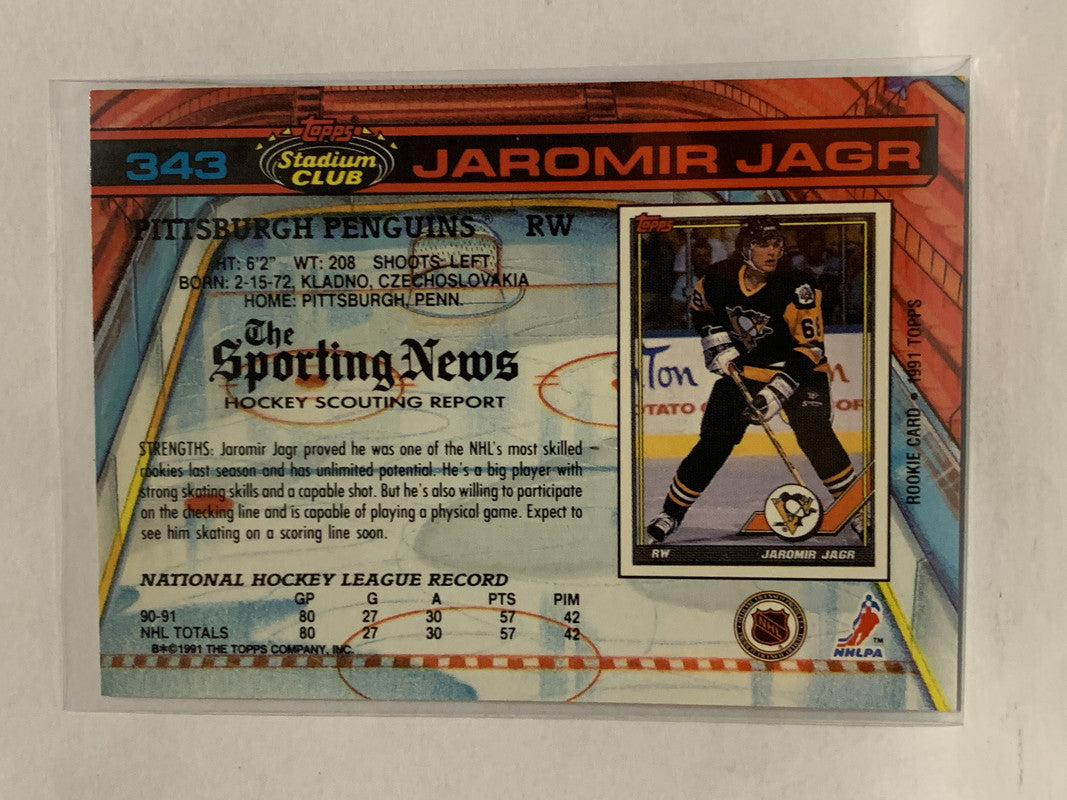 343
Topps
Stadium
CLUB
JAROMIR JAGR
PITTSBURGH PENGUINS RW
HT: 6'2" WT: 208 SHOOTS: LEFT
BORN: 2-15-72, KLADNO, CZECHOSLOVAKIA
HOME: PITTSBURGH, PENN.
The
Sporting News
HOCKEY SCOUTING REPORT
STRENGTHS: Jaromir Jagr proved he was one of the NHL's most skilled
rookies last season and has unlimited potential. He's a big player with
strong skating skills and a capable shot. But he's also willing to participate
on the checking line and is capable of playing a physical game. Expect to
see him skating on a scoring line soon.
NATIONAL HOCKEY LEAGUE RECORD
GP G A PTS PIM
90-91 80 27 30 57 42
NHL TOTALS 80 27 30 57 42
B*©1991 THE TOPPS COMPANY, INC.
Topps
Ton
OTATO
RW JAROMIR JAGR
ROOKIE CARD • 1991 TOPPS
NHL
NHLPA
TM